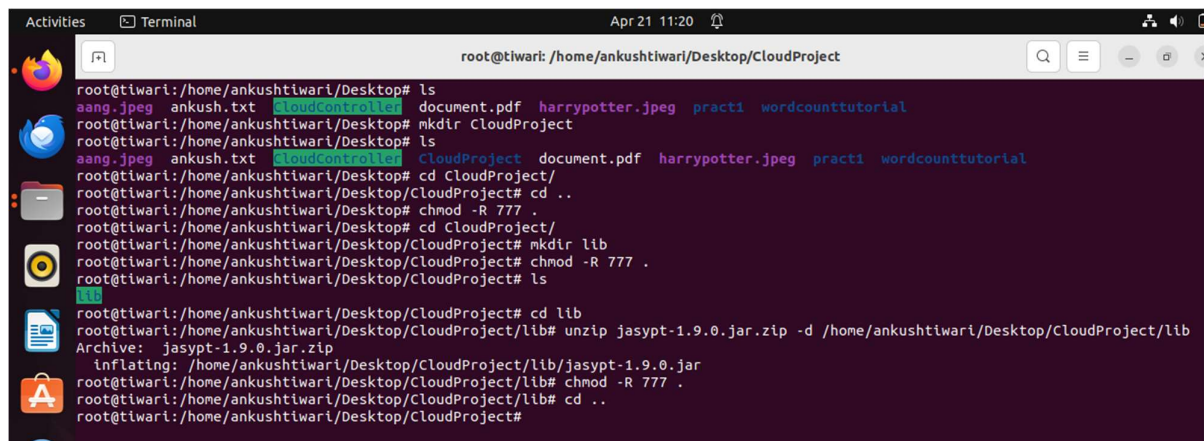 Activities Terminal Apr 21 11:20
root@tiwari: /home/ankushtiwari/Desktop/CloudProject
root@tiwari:/home/ankushtiwari/Desktop# ls
aang.jpeg ankush.txt CloudController document.pdf harrypotter.jpeg pract1 wordcounttutorial
root@tiwari:/home/ankushtiwari/Desktop# mkdir CloudProject
root@tiwari:/home/ankushtiwari/Desktop# ls
aang.jpeg ankush.txt CloudController CloudProject document.pdf harrypotter.jpeg pract1 wordcounttutorial
root@tiwari:/home/ankushtiwari/Desktop# cd CloudProject/
root@tiwari:/home/ankushtiwari/Desktop/CloudProject# cd ..
root@tiwari:/home/ankushtiwari/Desktop# chmod -R 777 .
root@tiwari:/home/ankushtiwari/Desktop# cd CloudProject/
root@tiwari:/home/ankushtiwari/Desktop/CloudProject# mkdir lib
root@tiwari:/home/ankushtiwari/Desktop/CloudProject# chmod -R 777 .
root@tiwari:/home/ankushtiwari/Desktop/CloudProject# ls
lib
root@tiwari:/home/ankushtiwari/Desktop/CloudProject# cd lib
root@tiwari:/home/ankushtiwari/Desktop/CloudProject/lib# unzip jasypt-1.9.0.jar.zip -d /home/ankushtiwari/Desktop/CloudProject/lib
Archive:  jasypt-1.9.0.jar.zip
  inflating: /home/ankushtiwari/Desktop/CloudProject/lib/jasypt-1.9.0.jar
root@tiwari:/home/ankushtiwari/Desktop/CloudProject/lib# chmod -R 777 .
root@tiwari:/home/ankushtiwari/Desktop/CloudProject/lib# cd ..
root@tiwari:/home/ankushtiwari/Desktop/CloudProject#